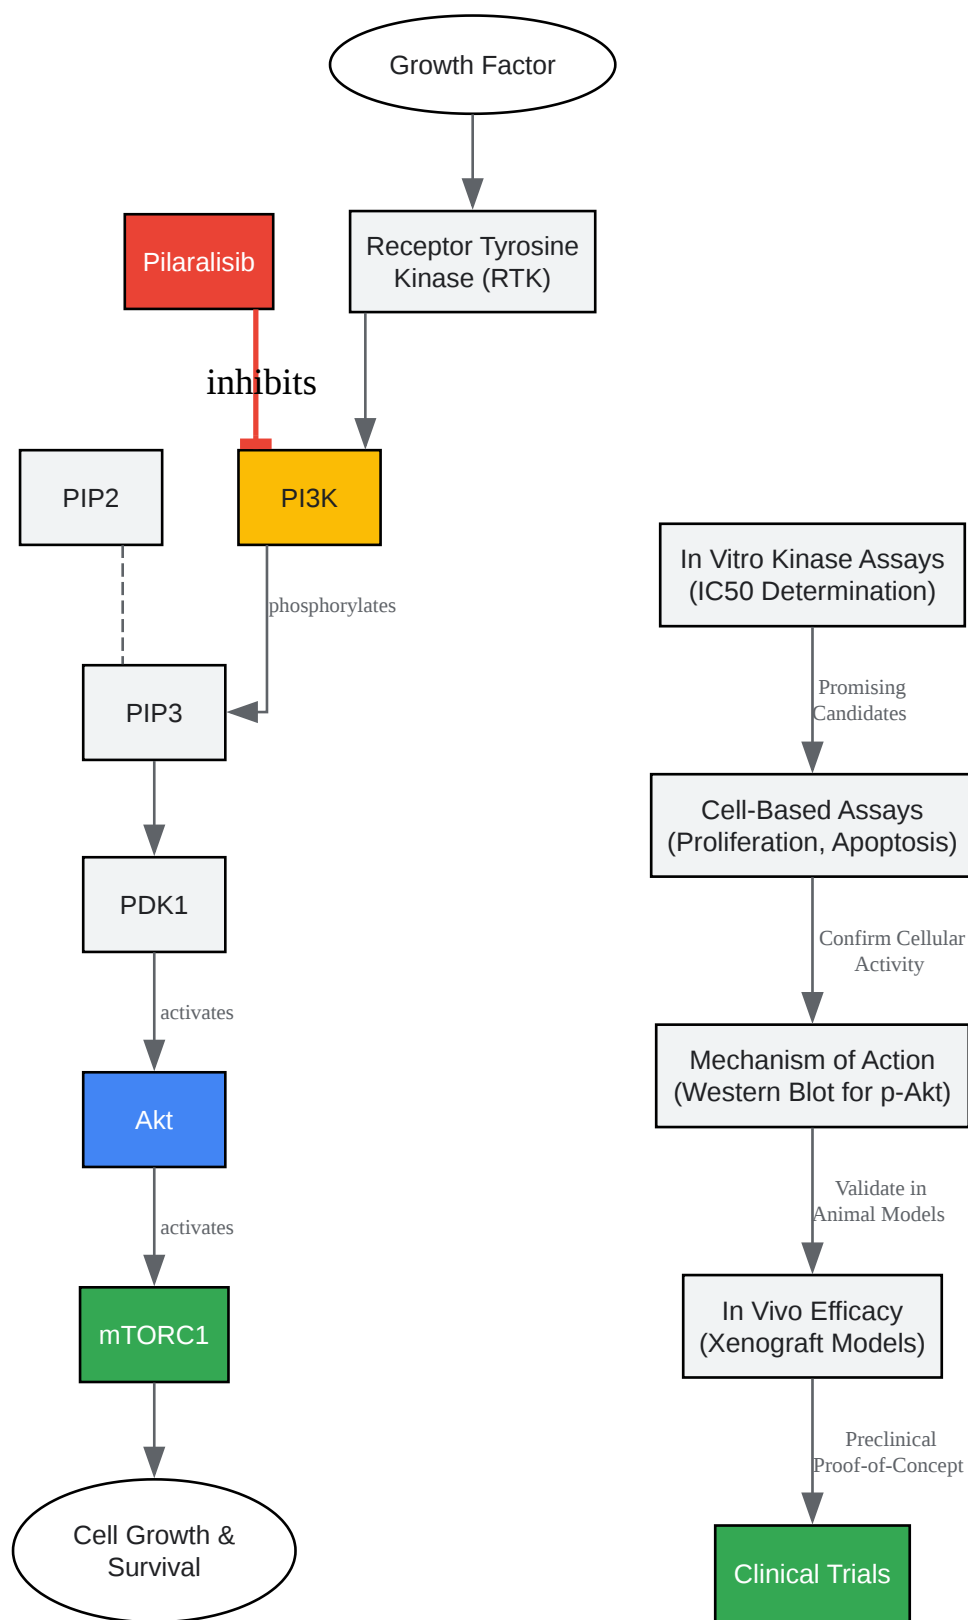 Growth Factor
Pilaralisib
Receptor Tyrosine
Kinase (RTK)
inhibits
PIP2
PI3K
phosphorylates
PIP3
PDK1
activates
Akt
activates
mTORC1
Cell Growth &
Survival
In Vitro Kinase Assays
(IC50 Determination)
Promising
Candidates
Cell-Based Assays
(Proliferation, Apoptosis)
Confirm Cellular
Activity
Mechanism of Action
(Western Blot for p-Akt)
Validate in
Animal Models
In Vivo Efficacy
(Xenograft Models)
Preclinical
Proof-of-Concept
Clinical Trials